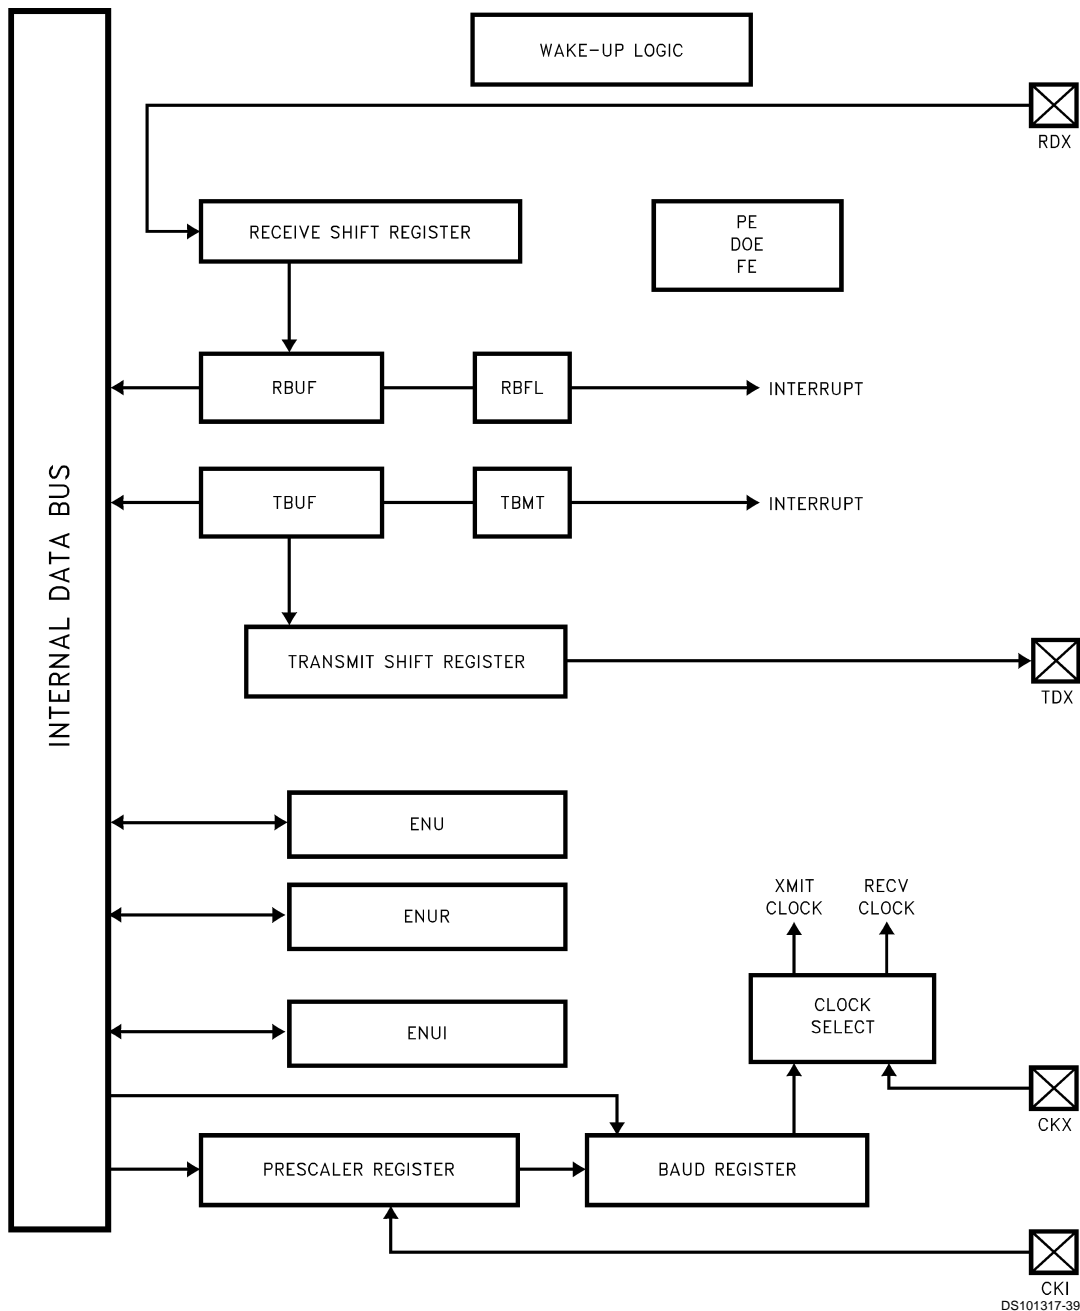 WAKE-UP LOGIC
RDX
RECEIVE SHIFT REGISTER
PE
DOE
FE
RBUF
RBFL
INTERRUPT
TBUF
TBMT
INTERRUPT
INTERNAL DATA BUS
TRANSMIT SHIFT REGISTER
TDX
ENU
XMIT
CLOCK
RECV
CLOCK
ENUR
CLOCK
SELECT
ENUI
CKX
PRESCALER REGISTER
BAUD REGISTER
CKI
DS101317-39